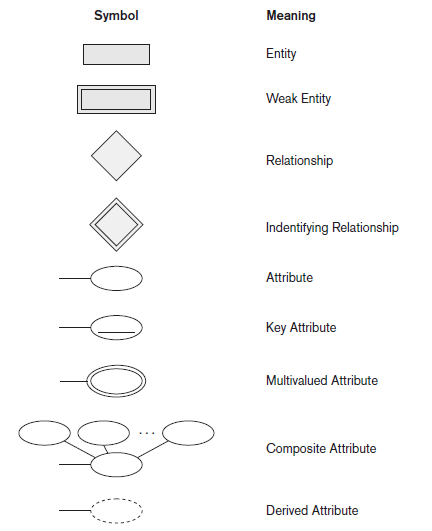 Symbol Meaning
Entity
Weak Entity
Relationship
Indentifying Relationship
Attribute
Key Attribute
Multivalued Attribute
. . .
Composite Attribute
Derived Attribute